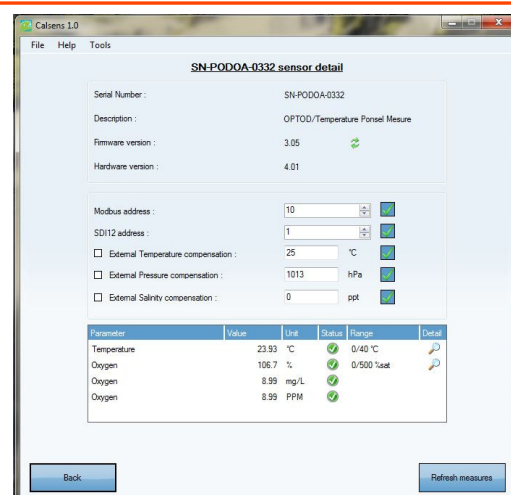 Calsens 1.0
File Help Tools
SN-PODOA-0332 sensor detail
Serial Number : SN-PODOA-0332
Description : OPTOD/Temperature Ponsel Mesure
Firmware version : 3.05
Hardware version : 4.01
Modbus address : 10
SDI12 address : 1
External Temperature compensation : 25 °C
External Pressure compensation : 1013 hPa
External Salinity compensation : 0 ppt
Parameter Value Unit Status Range Detail
Temperature 23.93 °C 0/40 °C
Oxygen 106.7 % 0/500 %sat
Oxygen 8.99 mg/L
Oxygen 8.99 PPM
Back Refresh measures